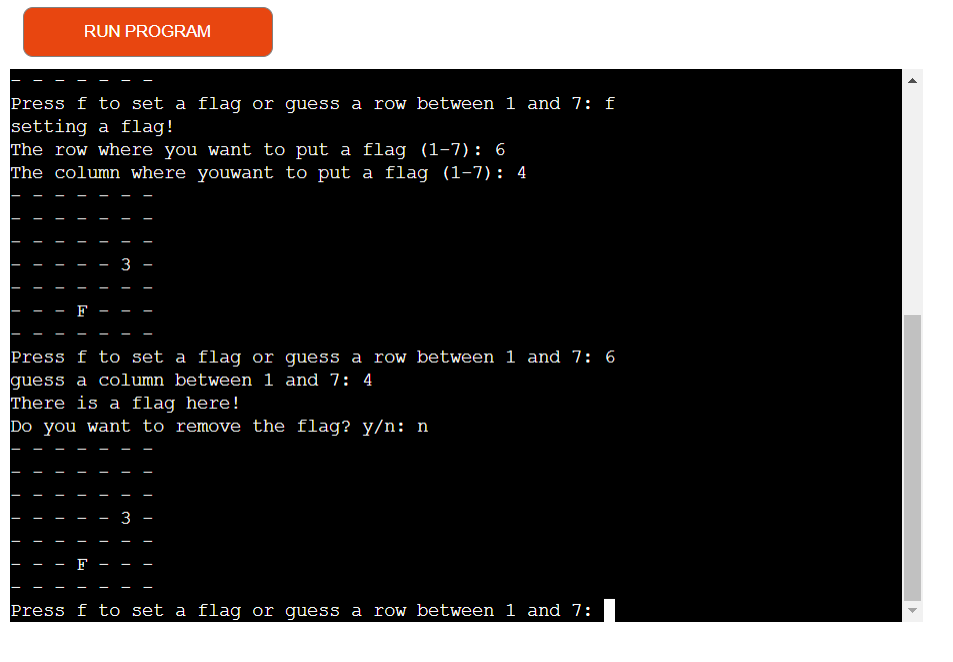 RUN PROGRAM
- - - - - - -
Press f to set a flag or guess a row between 1 and 7: f
setting a flag!
The row where you want to put a flag (1-7): 6
The column where youwant to put a flag (1-7): 4
- - - - - - -
- - - - - - -
- - - - - - -
- - - - - 3 -
- - - - - - -
- - - F - - -
- - - - - - -
Press f to set a flag or guess a row between 1 and 7: 6
guess a column between 1 and 7: 4
There is a flag here!
Do you want to remove the flag? y/n: n
- - - - - - -
- - - - - - -
- - - - - - -
- - - - - 3 -
- - - - - - -
- - - F - - -
- - - - - - -
Press f to set a flag or guess a row between 1 and 7: